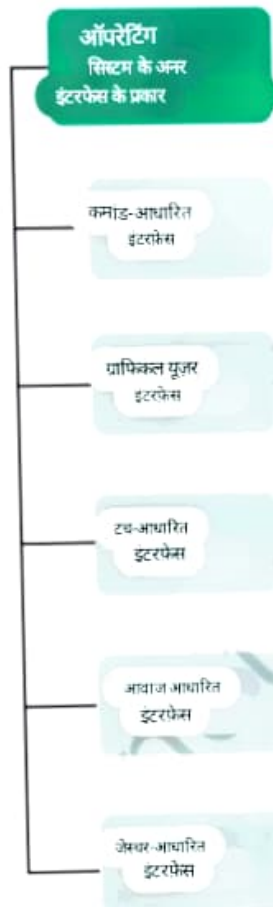 ऑपरेटिंग
सिस्टम के अनर
इंटरफेस के प्रकार
कमांड-आधारित
इंटरफ़ेस
ग्राफिकल यूज़र
इंटरफ़ेस
टच-आधारित
इंटरफ़ेस
आवाज आधारित
इंटरफ़ेस
जेस्चर-आधारित
इंटरफ़ेस